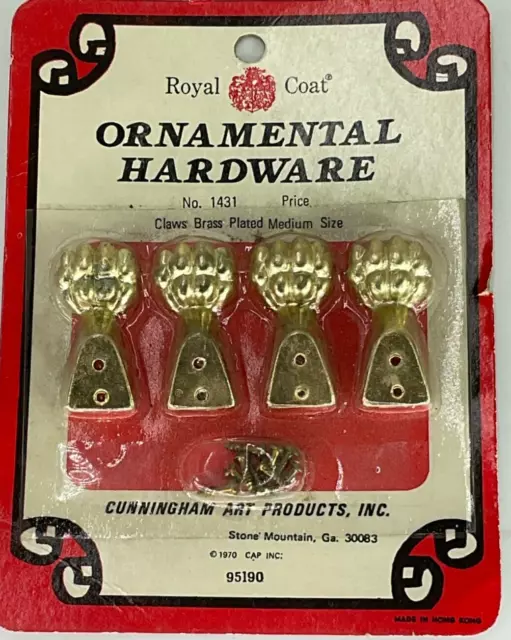 Royal Coat®
ORNAMENTAL
HARDWARE
No. 1431 Price
Claws Brass Plated Medium Size
CUNNINGHAM ART PRODUCTS, INC.
Stone Mountain, Ga. 30083
© 1970 CAP INC:
95190
MADE IN HONG KONG